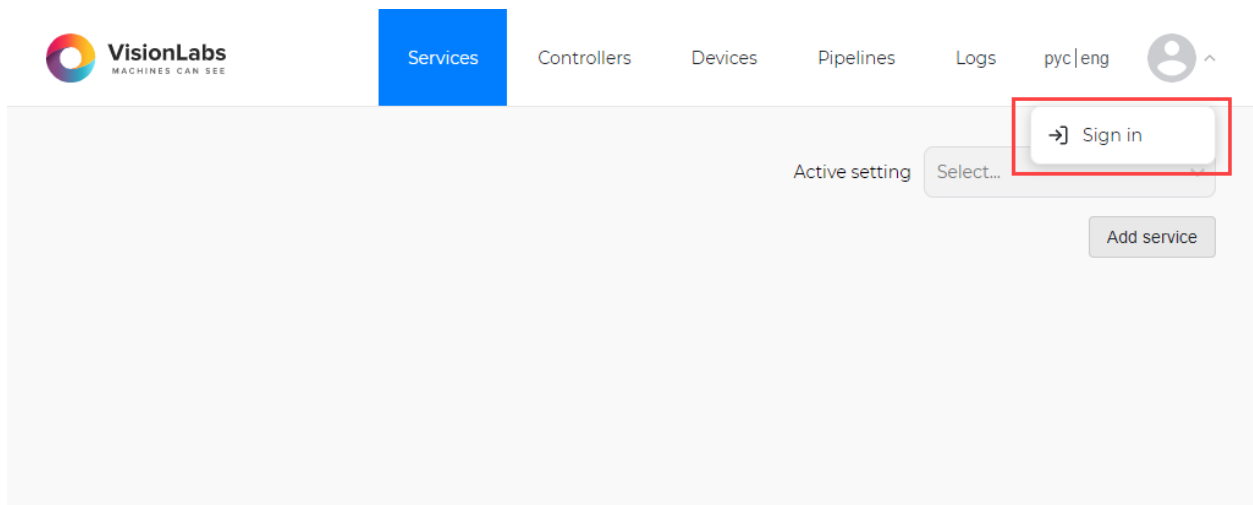 VisionLabs
MACHINES CAN SEE
Services Controllers Devices Pipelines Logs рус|eng
Sign in
Active setting Select...
Add service